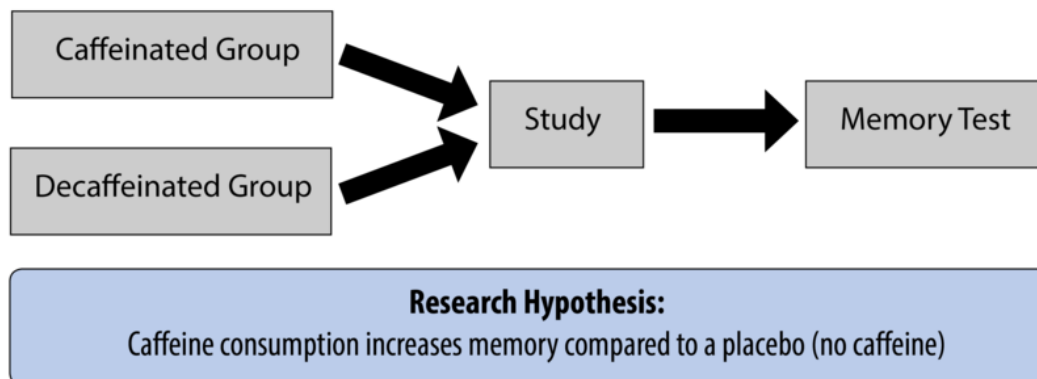 Caffeinated Group
Decaffeinated Group
Study
Memory Test
Research Hypothesis:
Caffeine consumption increases memory compared to a placebo (no caffeine)